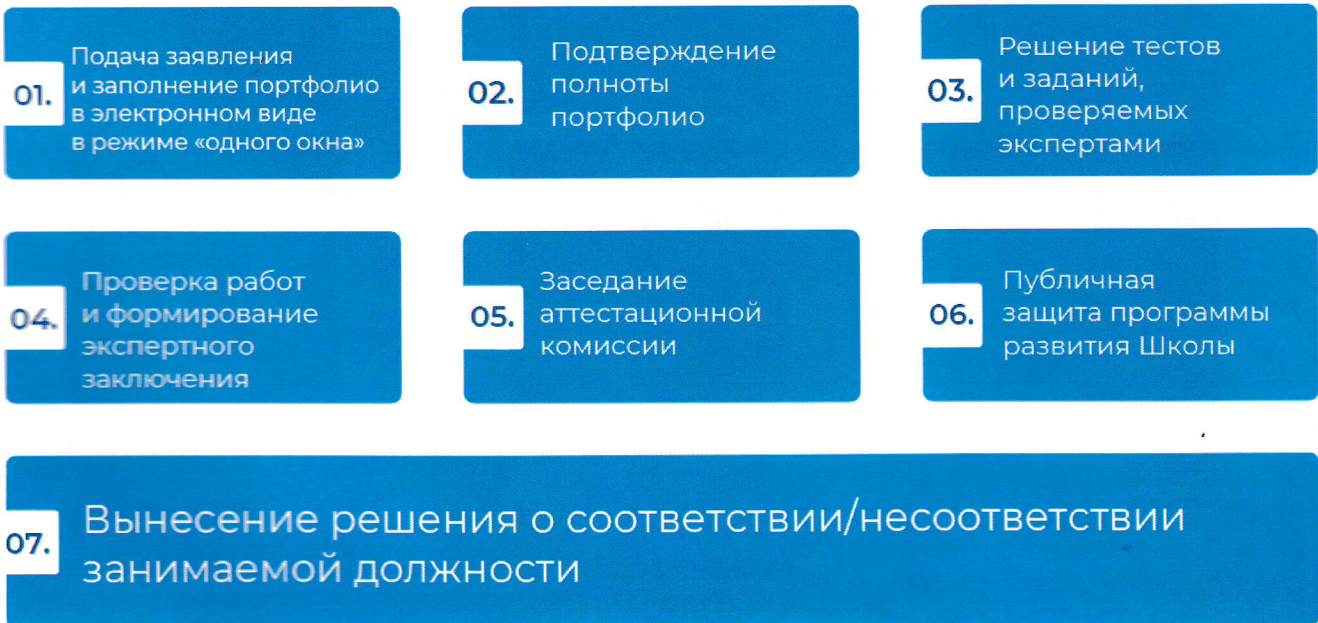 01.
Подача заявления
и заполнение портфолио
в электронном виде
в режиме «одного окна»
02.
Подтверждение
полноты
портфолио
03.
Решение тестов
и заданий,
проверяемых
экспертами
04.
Проверка работ
и формирование
экспертного
заключения
05.
Заседание
аттестационной
комиссии
06.
Публичная
защита программы
развития Школы
07.
Вынесение решения о соответствии/несоответствии
занимаемой должности